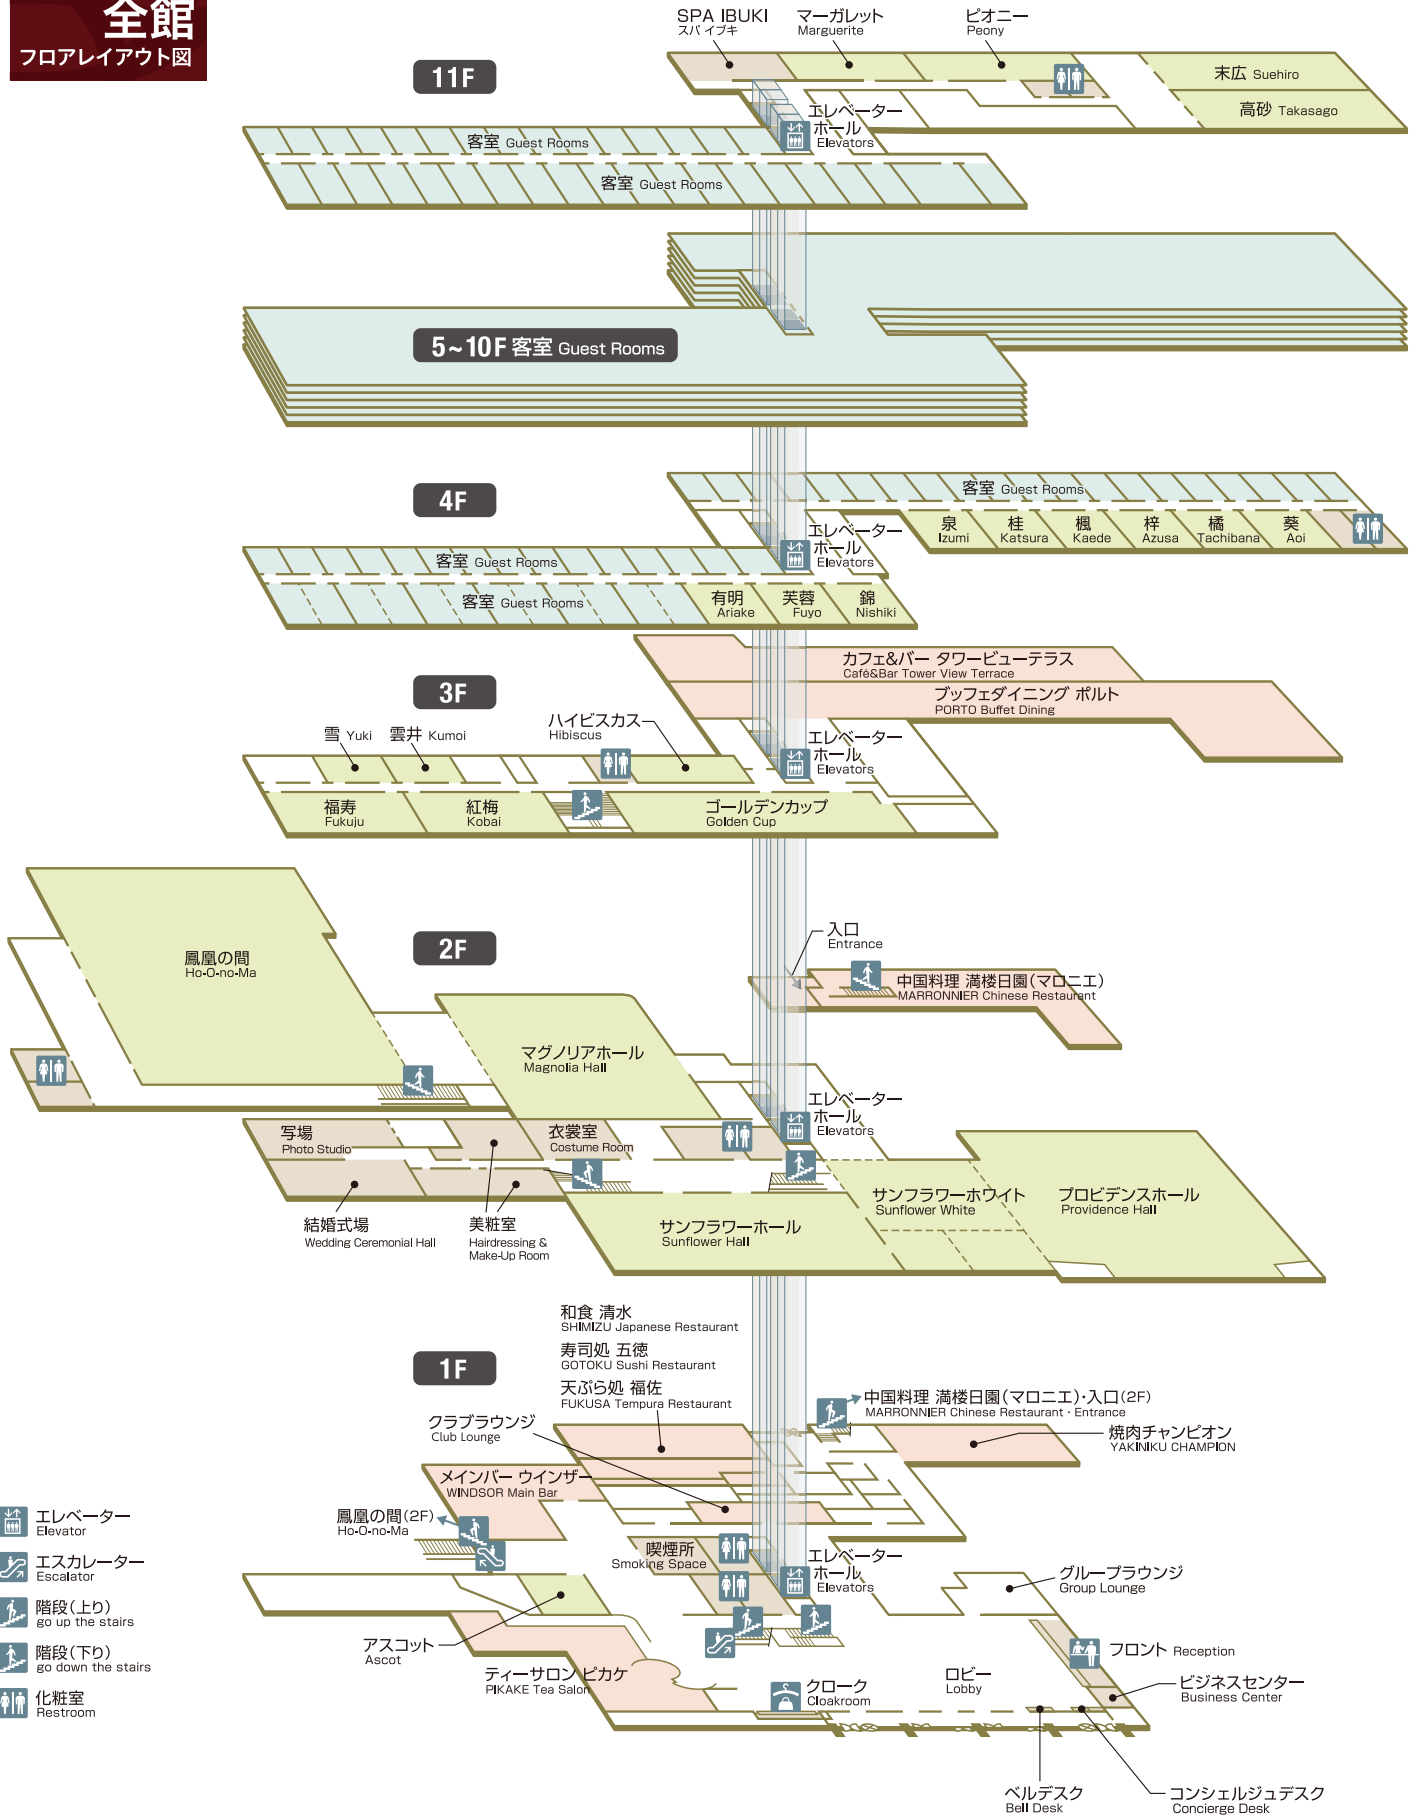 全館
フロアレイアウト図
11F
SPA IBUKI
スパ イブキ
マーガレット
Marguerite
ピオニー
Peony
末広 Suehiro
高砂 Takasago
エレベーター
ホール
Elevators
客室 Guest Rooms
客室 Guest Rooms
5~10F 客室 Guest Rooms
4F
客室 Guest Rooms
泉
Izumi
桂
Katsura
楓
Kaede
梓
Azusa
橘
Tachibana
葵
Aoi
エレベーター
ホール
Elevators
客室 Guest Rooms
客室 Guest Rooms
有明
Ariake
芙蓉
Fuyo
錦
Nishiki
3F
カフェ&バー タワービューテラス
Café&Bar Tower View Terrace
ブッフェダイニング ポルト
PORTO Buffet Dining
雪 Yuki
雲井 Kumoi
ハイビスカス
Hibiscus
エレベーター
ホール
Elevators
福寿
Fukuju
紅梅
Kobai
ゴールデンカップ
Golden Cup
2F
鳳凰の間
Ho-O-no-Ma
入口
Entrance
中国料理 満楼日園(マロニエ)
MARRONNIER Chinese Restaurant
マグノリアホール
Magnolia Hall
エレベーター
ホール
Elevators
写場
Photo Studio
衣裳室
Costume Room
結婚式場
Wedding Ceremonial Hall
美粧室
Hairdressing &
Make-Up Room
サンフラワーホール
Sunflower Hall
サンフラワーホワイト
Sunflower White
プロビデンスホール
Providence Hall
1F
和食 清水
SHIMIZU Japanese Restaurant
寿司処 五徳
GOTOKU Sushi Restaurant
天ぷら処 福佐
FUKUSA Tempura Restaurant
クラブラウンジ
Club Lounge
中国料理 満楼日園(マロニエ)・入口(2F)
MARRONNIER Chinese Restaurant・Entrance
焼肉チャンピオン
YAKINIKU CHAMPION
メインバー ウインザー
WINDSOR Main Bar
鳳凰の間(2F)
Ho-O-no-Ma
喫煙所
Smoking Space
エレベーター
ホール
Elevators
グループラウンジ
Group Lounge
アスコット
Ascot
ティーサロン ピカケ
PIKAKE Tea Salon
クローク
Cloakroom
ロビー
Lobby
フロント Reception
ビジネスセンター
Business Center
ベルデスク
Bell Desk
コンシェルジュデスク
Concierge Desk
エレベーター
Elevator
エスカレーター
Escalator
階段(上り)
go up the stairs
階段(下り)
go down the stairs
化粧室
Restroom